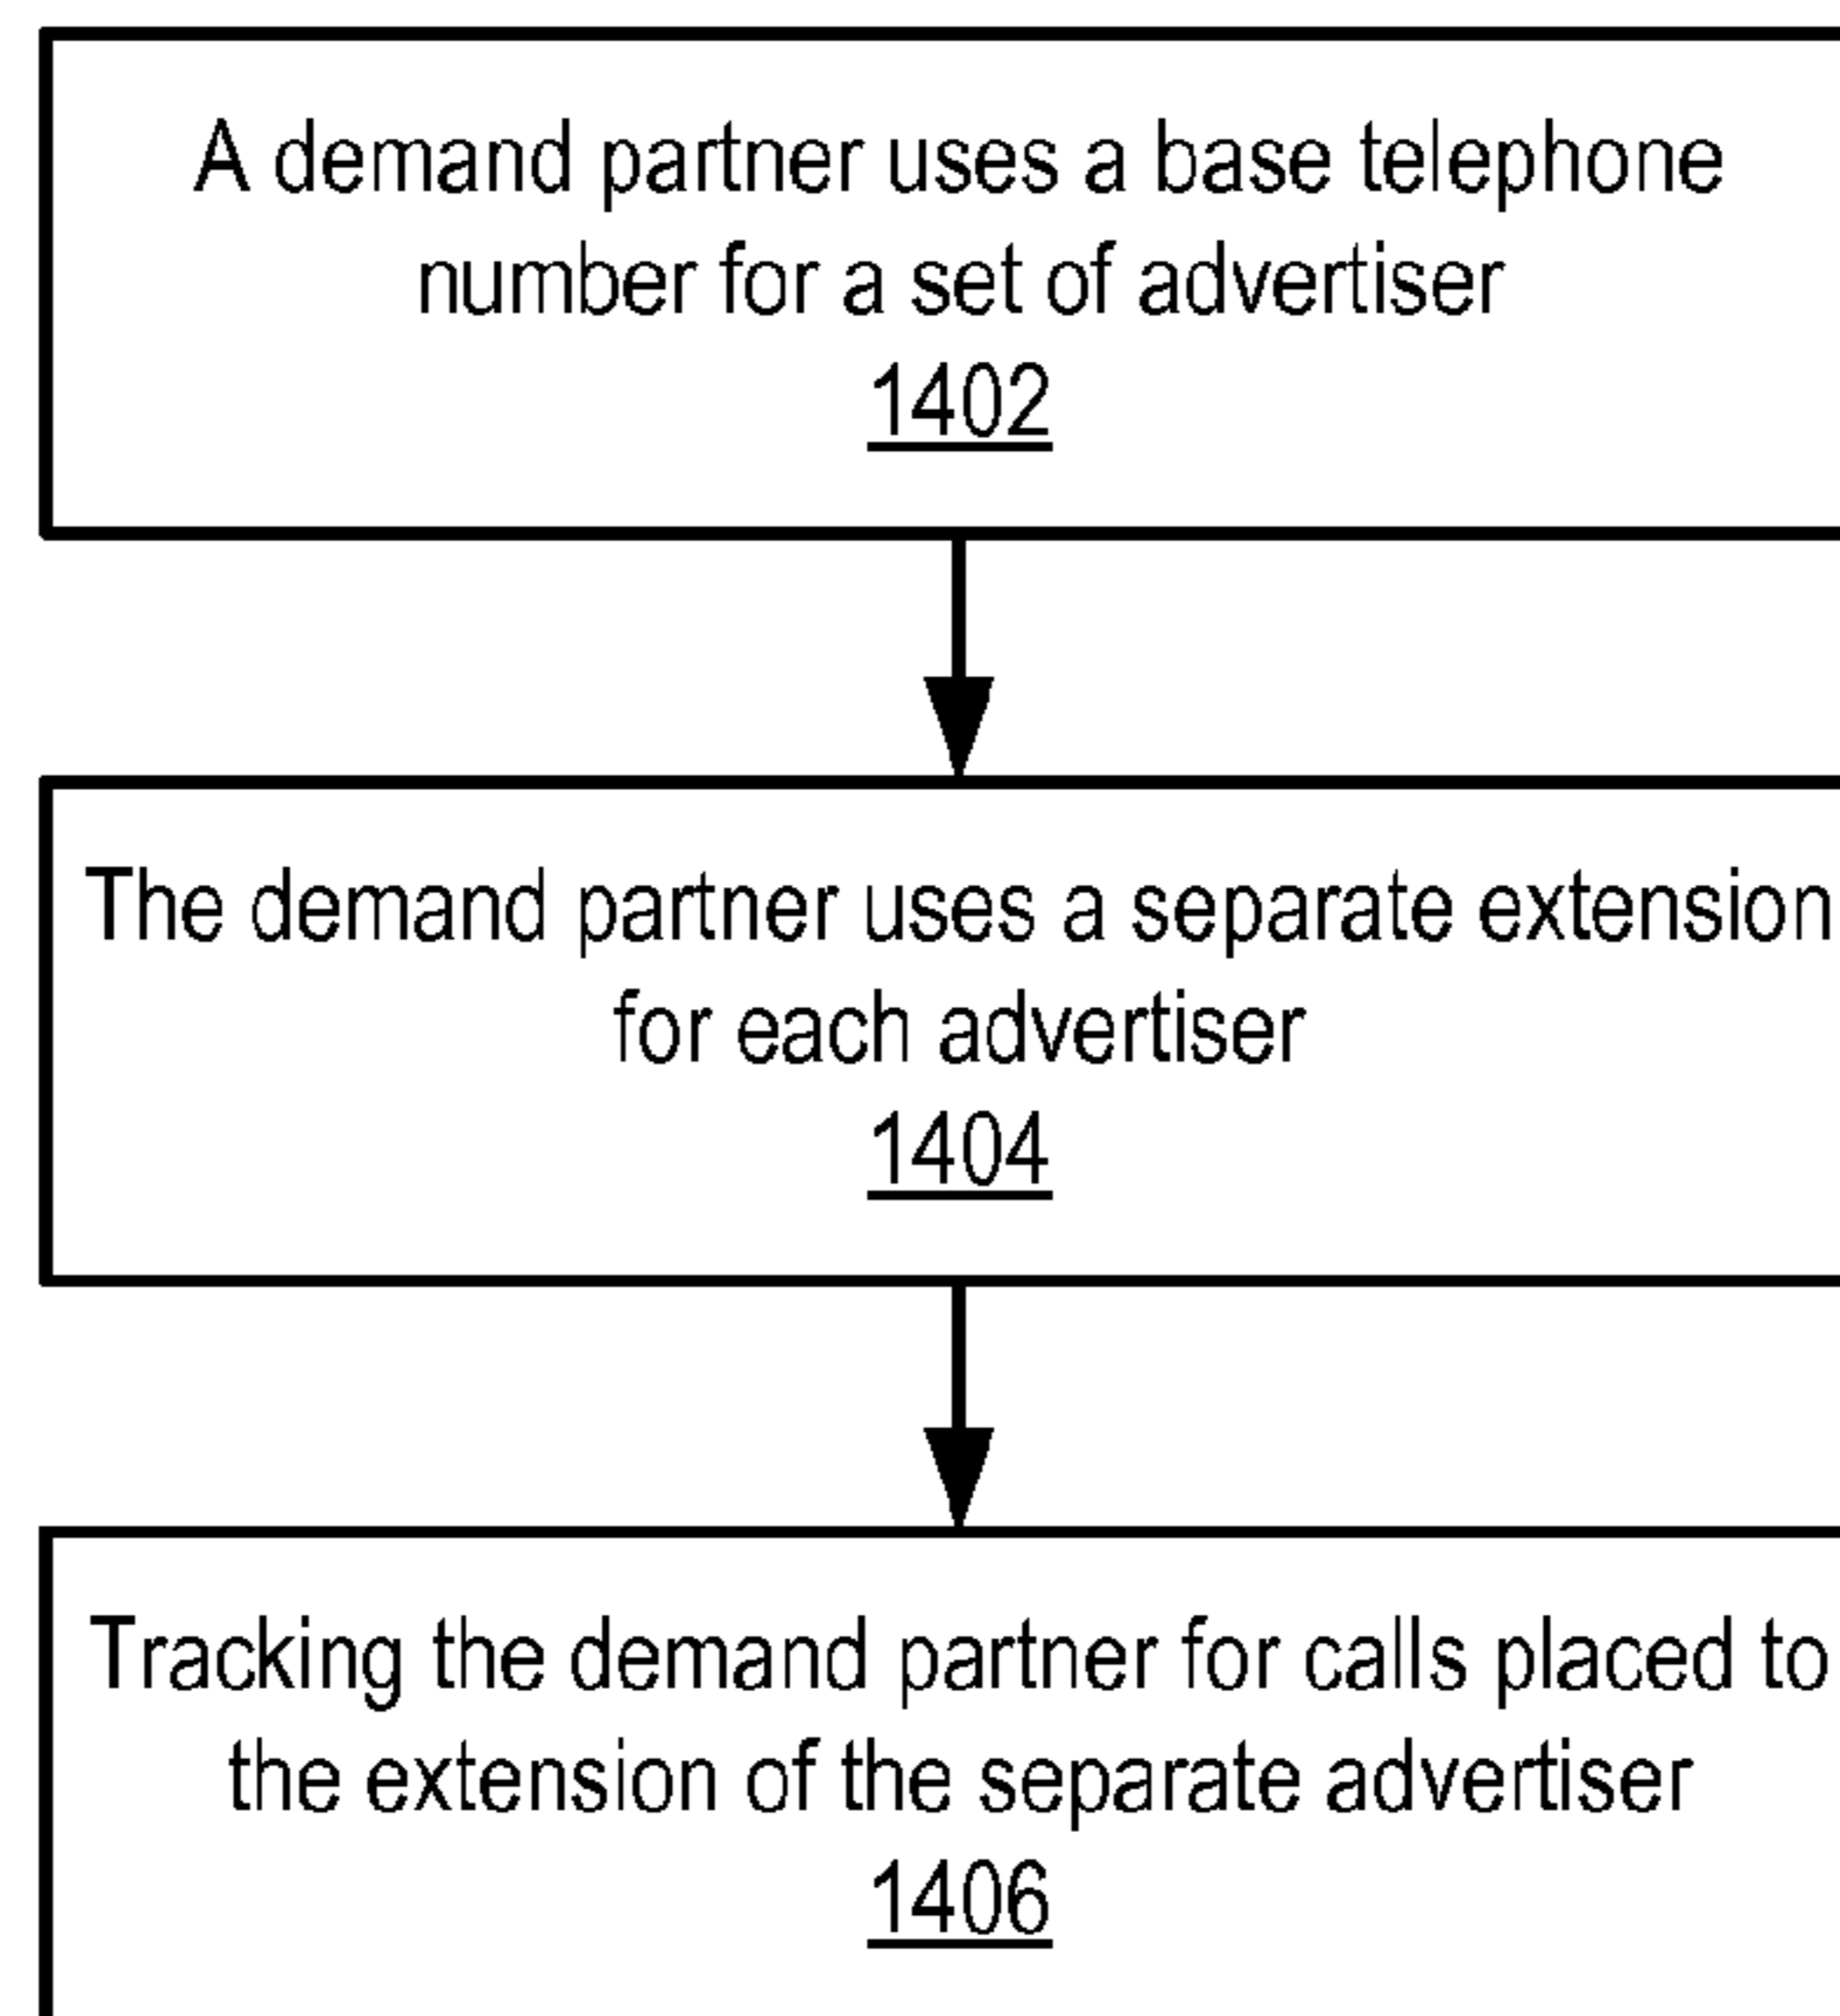 A demand partner uses a base telephone
number for a set of advertiser
1402
The demand partner uses a separate extension
for each advertiser
1404
Tracking the demand partner for calls placed to
the extension of the separate advertiser
1406